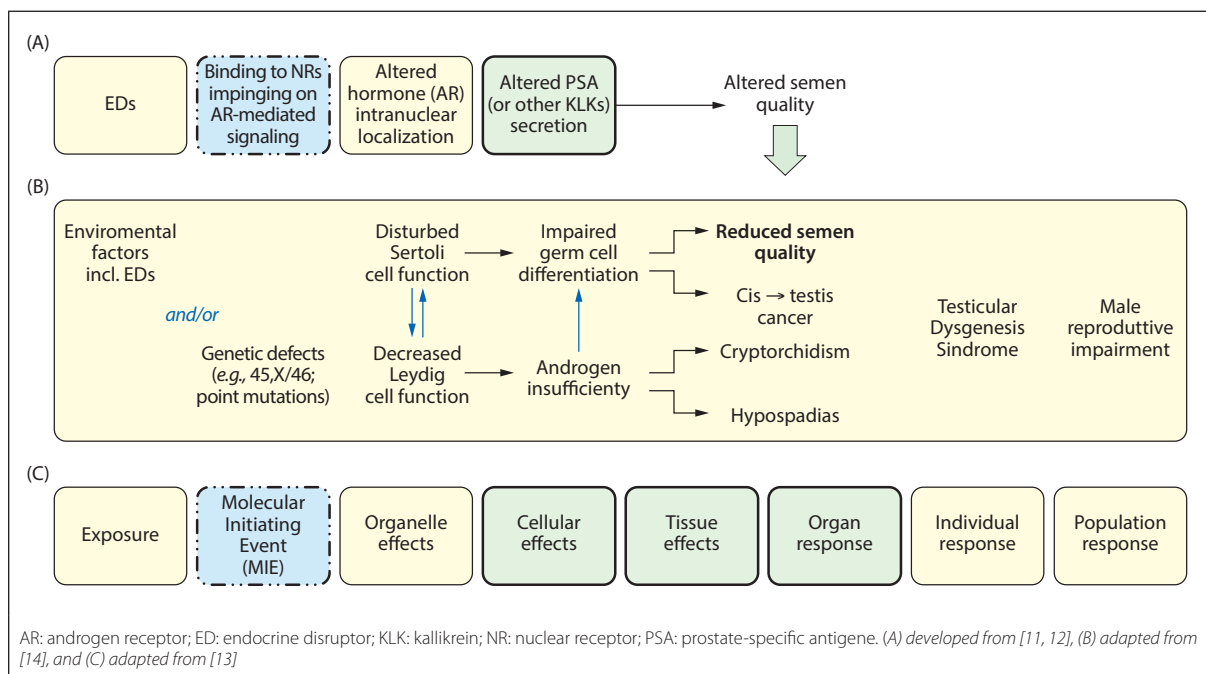 (A)
EDs
Binding to NRs
impinging on
AR-mediated
signaling
Altered
hormone (AR)
intranuclear
localization
Altered PSA
(or other KLKs)
secretion
Altered semen
quality
(B)
Enviromental
factors
incl. EDs
and/or
Genetic defects
(e.g., 45,X/46;
point mutations)
Disturbed
Sertoli
cell function
Decreased
Leydig
cell function
Impaired
germ cell
differentiation
Androgen
insufficienty
Reduced semen
quality
Cis → testis
cancer
Cryptorchidism
Hypospadias
Testicular
Dysgenesis
Sindrome
Male
reproduttive
impairment
(C)
Exposure
Molecular
Initiating
Event
(MIE)
Organelle
effects
Cellular
effects
Tissue
effects
Organ
response
Individual
response
Population
response
AR: androgen receptor; ED: endocrine disruptor; KLK: kallikrein; NR: nuclear receptor; PSA: prostate-specific antigene. (A) developed from [11, 12], (B) adapted from
[14], and (C) adapted from [13]